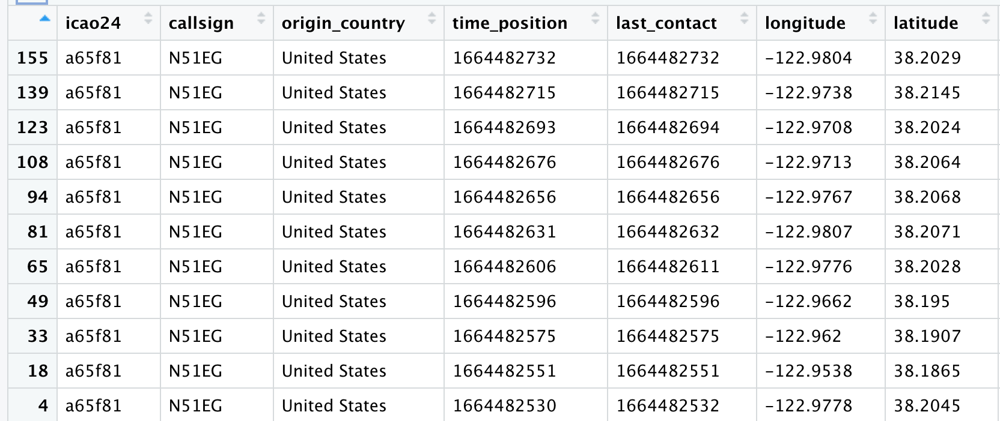 icao24 callsign origin_country time_position last_contact longitude latitude
155 a65f81 N51EG United States 1664482732 1664482732 -122.9804 38.2029
139 a65f81 N51EG United States 1664482715 1664482715 -122.9738 38.2145
123 a65f81 N51EG United States 1664482693 1664482694 -122.9708 38.2024
108 a65f81 N51EG United States 1664482676 1664482676 -122.9713 38.2064
94 a65f81 N51EG United States 1664482656 1664482656 -122.9767 38.2068
81 a65f81 N51EG United States 1664482631 1664482632 -122.9807 38.2071
65 a65f81 N51EG United States 1664482606 1664482611 -122.9776 38.2028
49 a65f81 N51EG United States 1664482596 1664482596 -122.9662 38.195
33 a65f81 N51EG United States 1664482575 1664482575 -122.962 38.1907
18 a65f81 N51EG United States 1664482551 1664482551 -122.9538 38.1865
4 a65f81 N51EG United States 1664482530 1664482532 -122.9778 38.2045